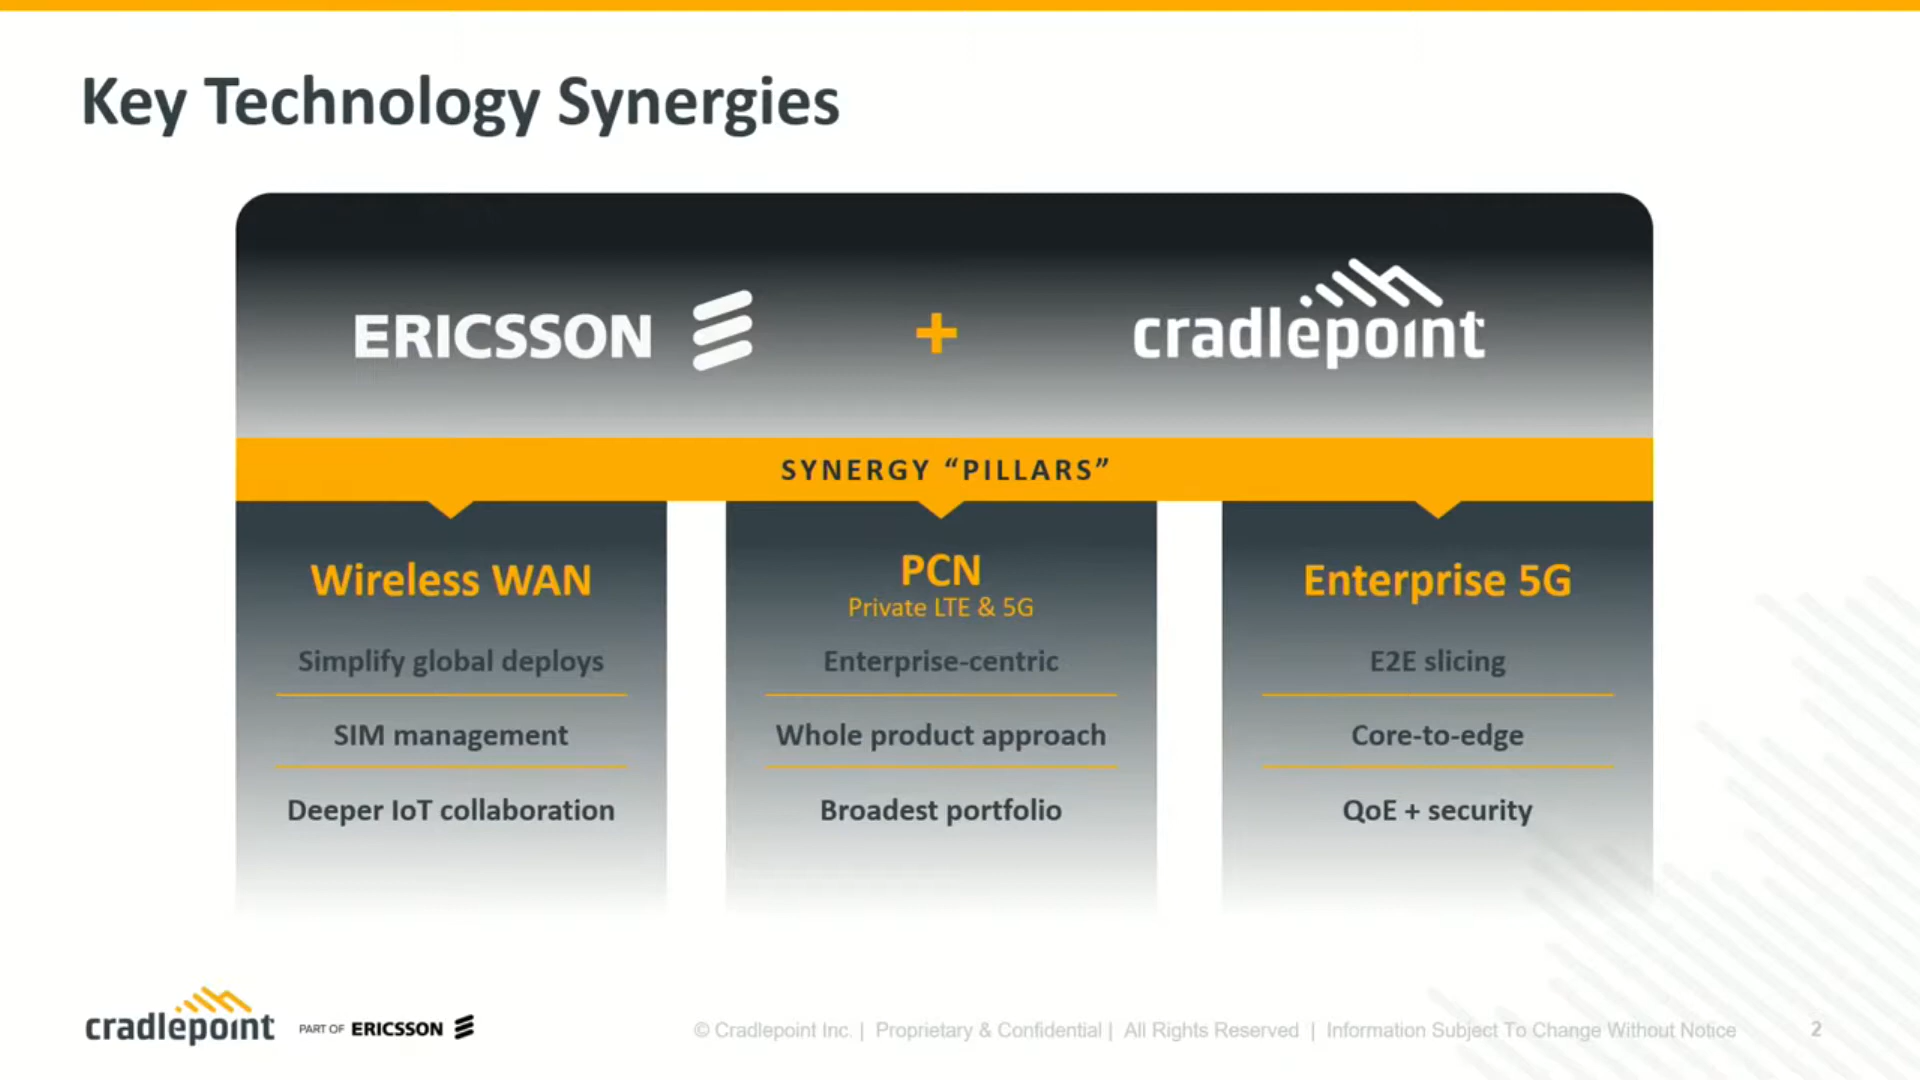 Key Technology Synergies
ERICSSON + cradlepoint
SYNERGY “PILLARS”
Wireless WAN
Simplify global deploys
SIM management
Deeper IoT collaboration
PCN
Private LTE & 5G
Enterprise-centric
Whole product approach
Broadest portfolio
Enterprise 5G
E2E slicing
Core-to-edge
QoE + security
cradlepoint PART OF ERICSSON
© Cradlepoint Inc. | Proprietary & Confidential | All Rights Reserved | Information Subject To Change Without Notice 2